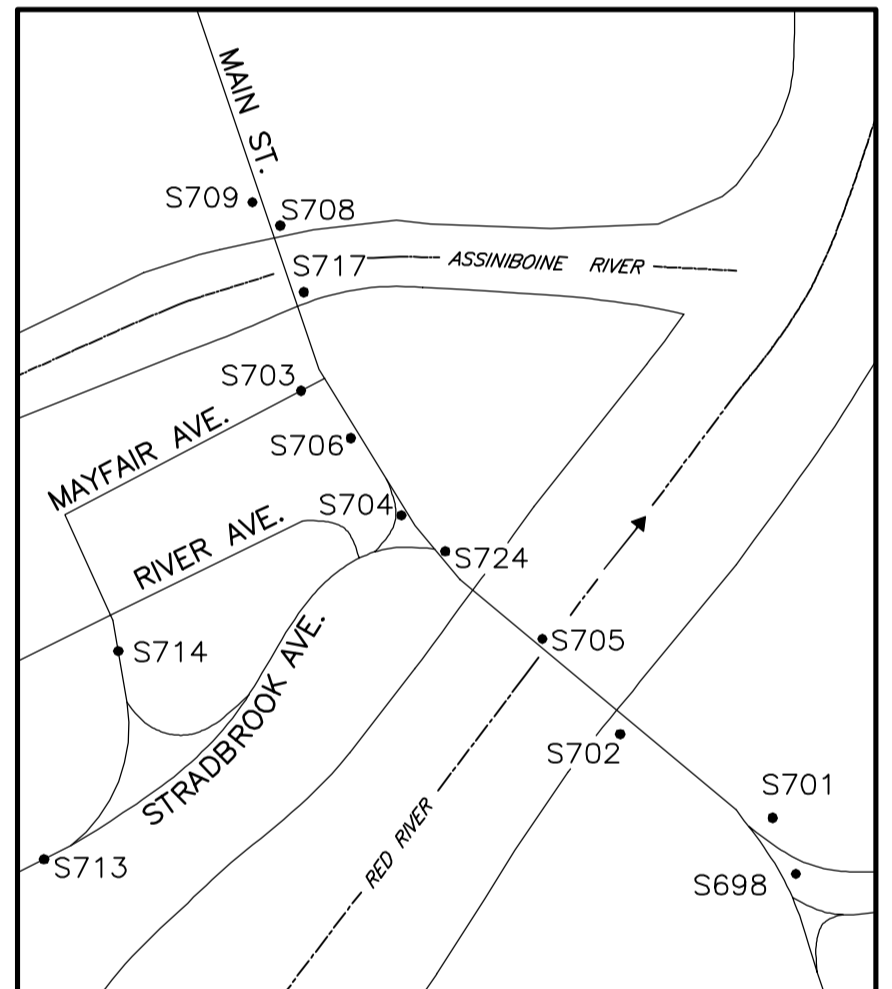 MAIN ST.
S709
S708
S717
ASSINIBOINE RIVER
S703
MAYFAIR AVE.
S706
S704
RIVER AVE.
S724
S705
S714
STRADBROOK AVE.
S702
S701
RED RIVER
S713
S698